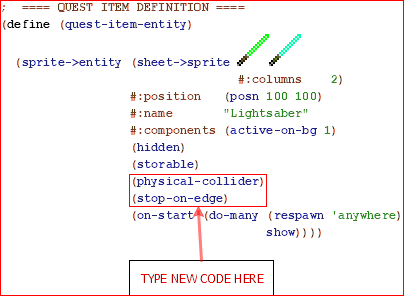 ;  ==== QUEST ITEM DEFINITION ====
(define (quest-item-entity)
(sprite->entity (sheet->sprite
#:columns    2)
#:position   (posn 100 100)
#:name       "Lightsaber"
#:components (active-on-bg 1)
(hidden)
(storable)
(physical-collider)
(stop-on-edge)
(on-start (do-many (respawn 'anywhere)
show))))
TYPE NEW CODE HERE